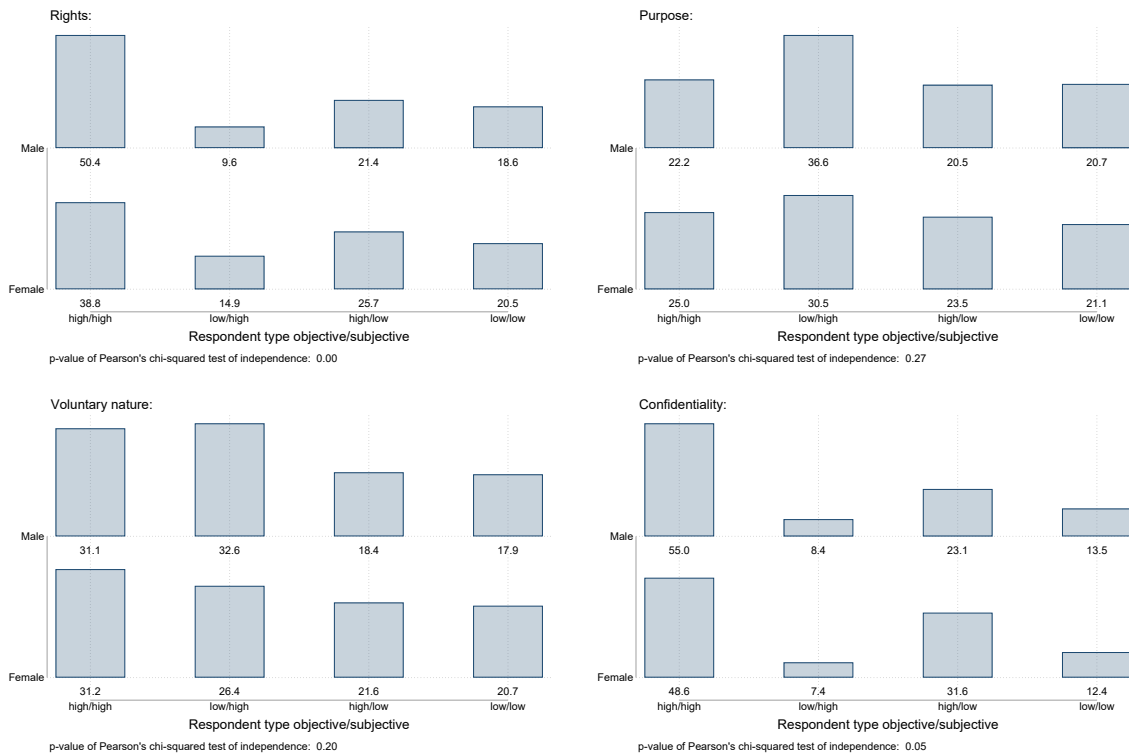 Rights:
Male
50.4 9.6 21.4 18.6
Female
38.8 14.9 25.7 20.5
high/high low/high high/low low/low
Respondent type objective/subjective
p-value of Pearson's chi-squared test of independence: 0.00
Purpose:
Male
22.2 36.6 20.5 20.7
Female
25.0 30.5 23.5 21.1
high/high low/high high/low low/low
Respondent type objective/subjective
p-value of Pearson's chi-squared test of independence: 0.27
Voluntary nature:
Male
31.1 32.6 18.4 17.9
Female
31.2 26.4 21.6 20.7
high/high low/high high/low low/low
Respondent type objective/subjective
p-value of Pearson's chi-squared test of independence: 0.20
Confidentiality:
Male
55.0 8.4 23.1 13.5
Female
48.6 7.4 31.6 12.4
high/high low/high high/low low/low
Respondent type objective/subjective
p-value of Pearson's chi-squared test of independence: 0.05